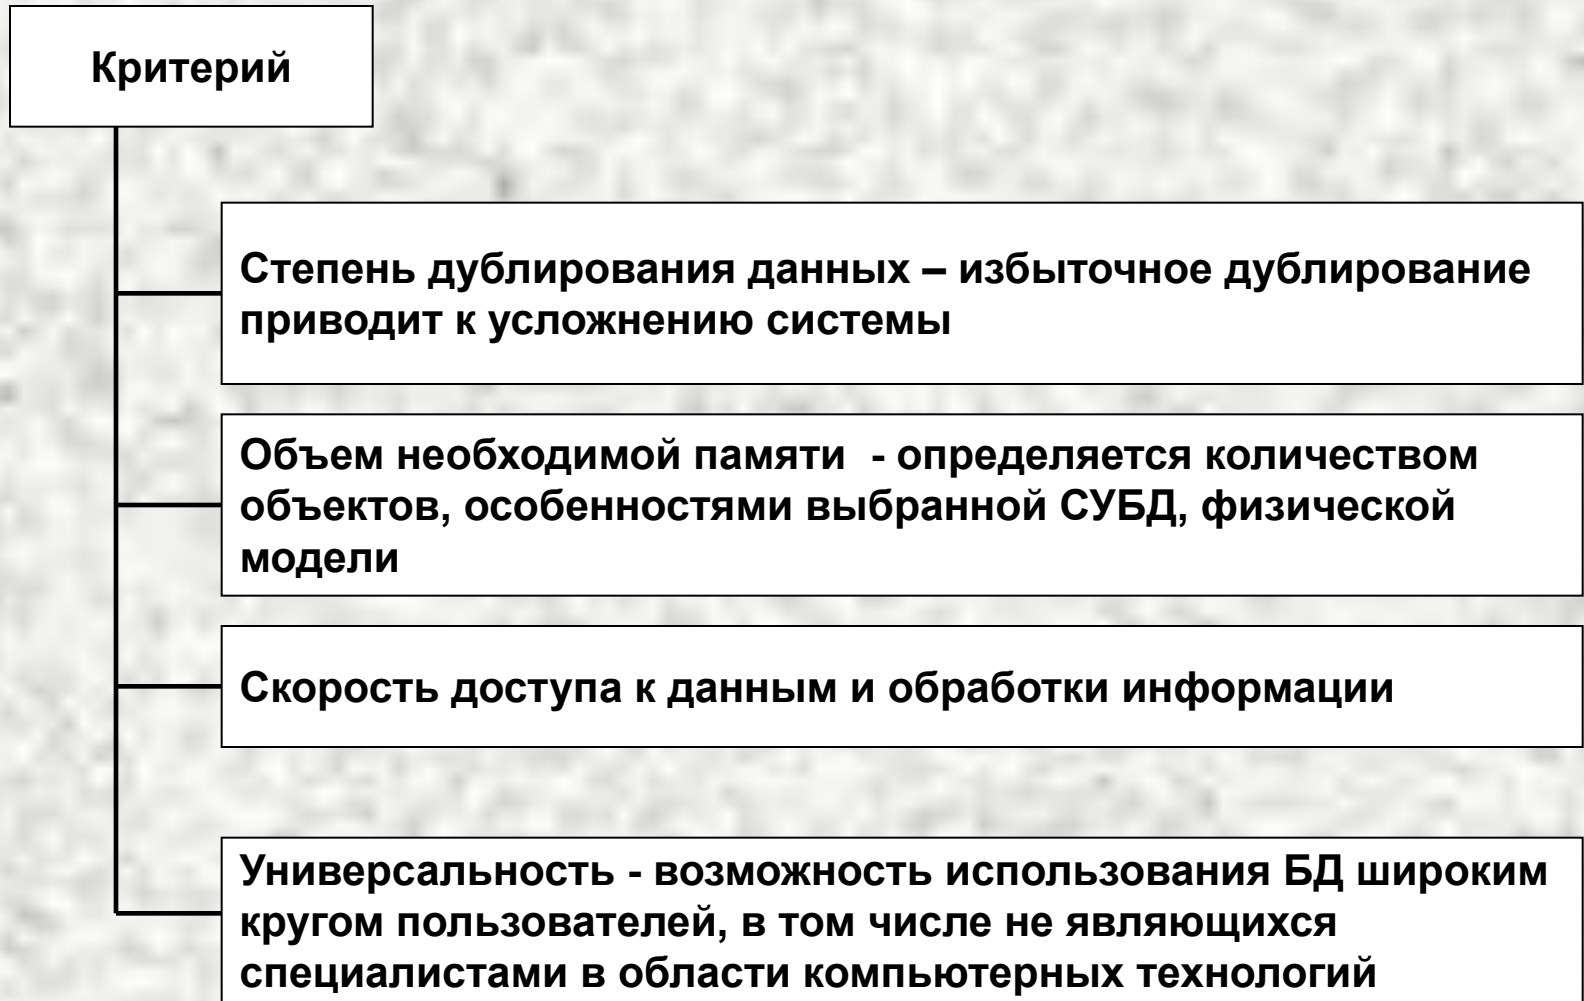 Критерий
Степень дублирования данных – избыточное дублирование
приводит к усложнению системы
Объем необходимой памяти  - определяется количеством
объектов, особенностями выбранной СУБД, физической
модели
Скорость доступа к данным и обработки информации
Универсальность - возможность использования БД широким
кругом пользователей, в том числе не являющихся
специалистами в области компьютерных технологий